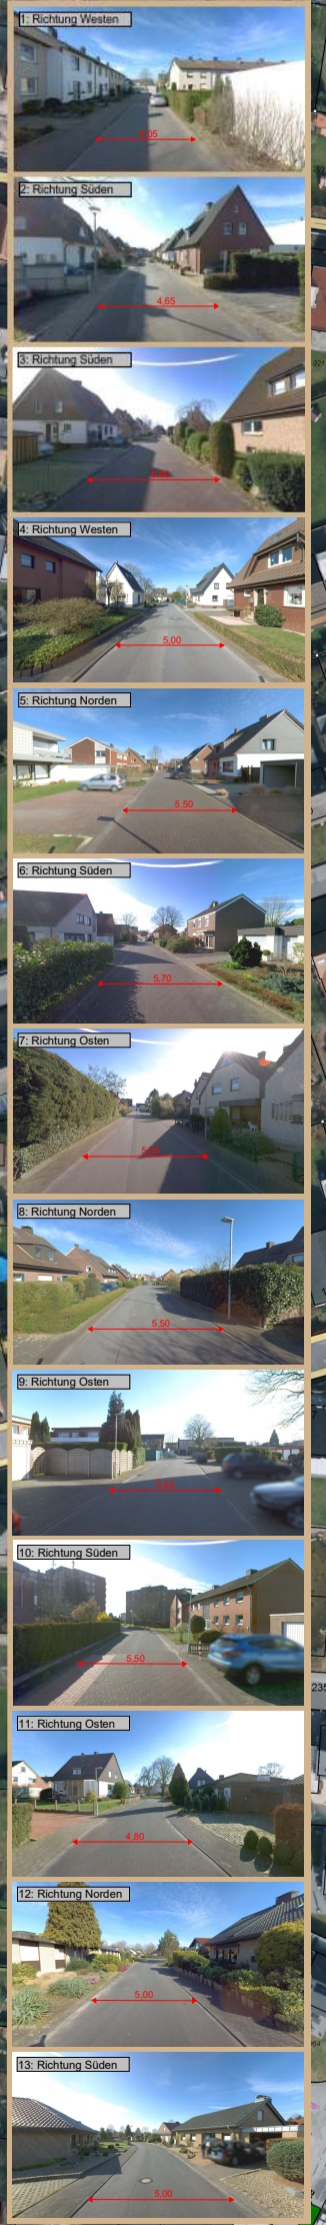 1: Richtung Westen
4,05
2: Richtung Süden
4,65
3: Richtung Süden
4: Richtung Westen
5,00
5: Richtung Norden
5,50
6: Richtung Süden
5,70
7: Richtung Osten
8: Richtung Norden
5,50
9: Richtung Osten
10: Richtung Süden
5,50
11: Richtung Osten
4,80
12: Richtung Norden
5,00
13: Richtung Süden
5,00